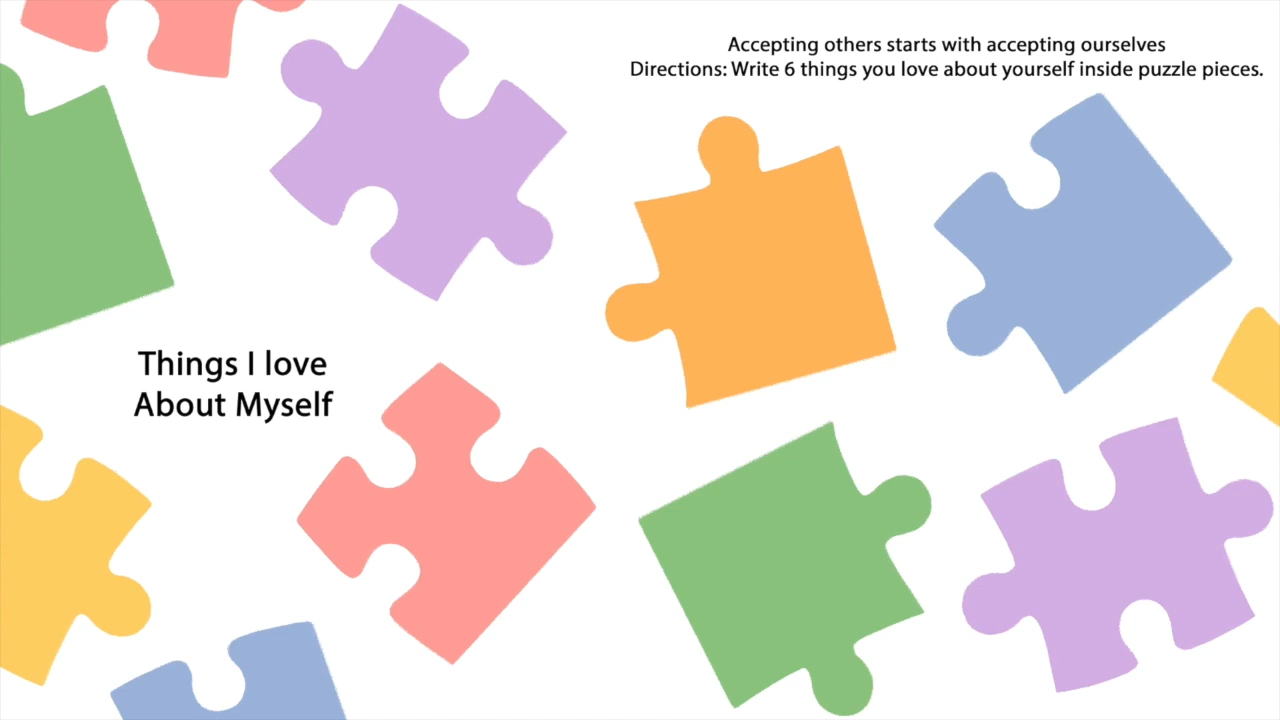 Accepting others starts with accepting ourselves
Directions: Write 6 things you love about yourself inside puzzle pieces.
Things I love
About Myself